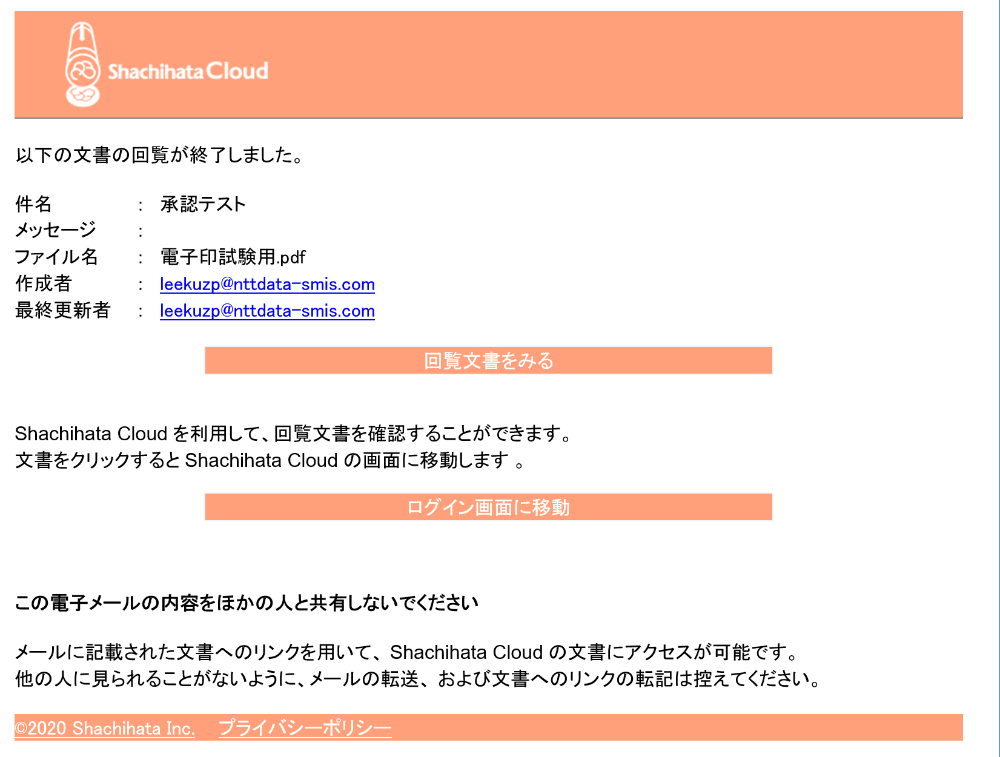 Shachihata Cloud
以下の文書の回覧が終了しました。
件名 : 承認テスト
メッセージ :
ファイル名 : 電子印試験用.pdf
作成者 : leekuzp@nttdata-smis.com
最終更新者 : leekuzp@nttdata-smis.com
回覧文書をみる
Shachihata Cloud を利用して、回覧文書を確認することができます。
文書をクリックすると Shachihata Cloud の画面に移動します 。
ログイン画面に移動
この電子メールの内容をほかの人と共有しないでください
メールに記載された文書へのリンクを用いて、 Shachihata Cloud の文書にアクセスが可能です。
他の人に見られることがないように、メールの転送、 および文書へのリンクの転記は控えてください。
©2020 Shachihata Inc. プライバシーポリシー